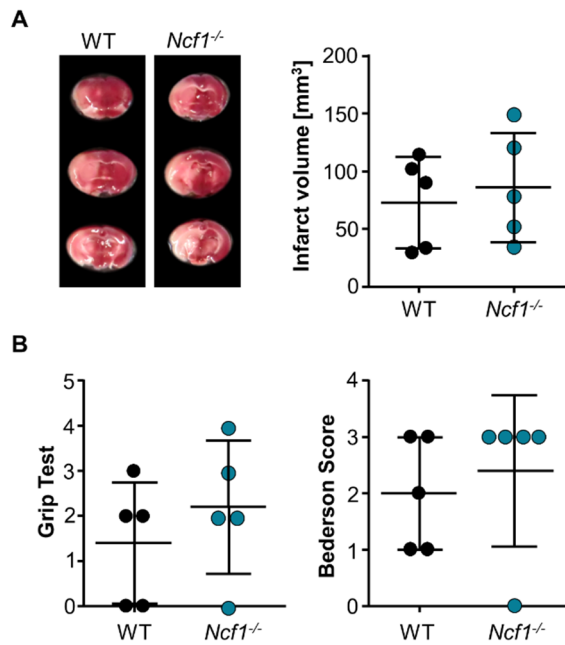 A
WT Ncf1-/-
Infarct volume [mm³]
200
150
100
50
0
WT Ncf1-/-
B
Grip Test
5
4
3
2
1
0
WT Ncf1-/-
Bederson Score
4
3
2
1
0
WT Ncf1-/-